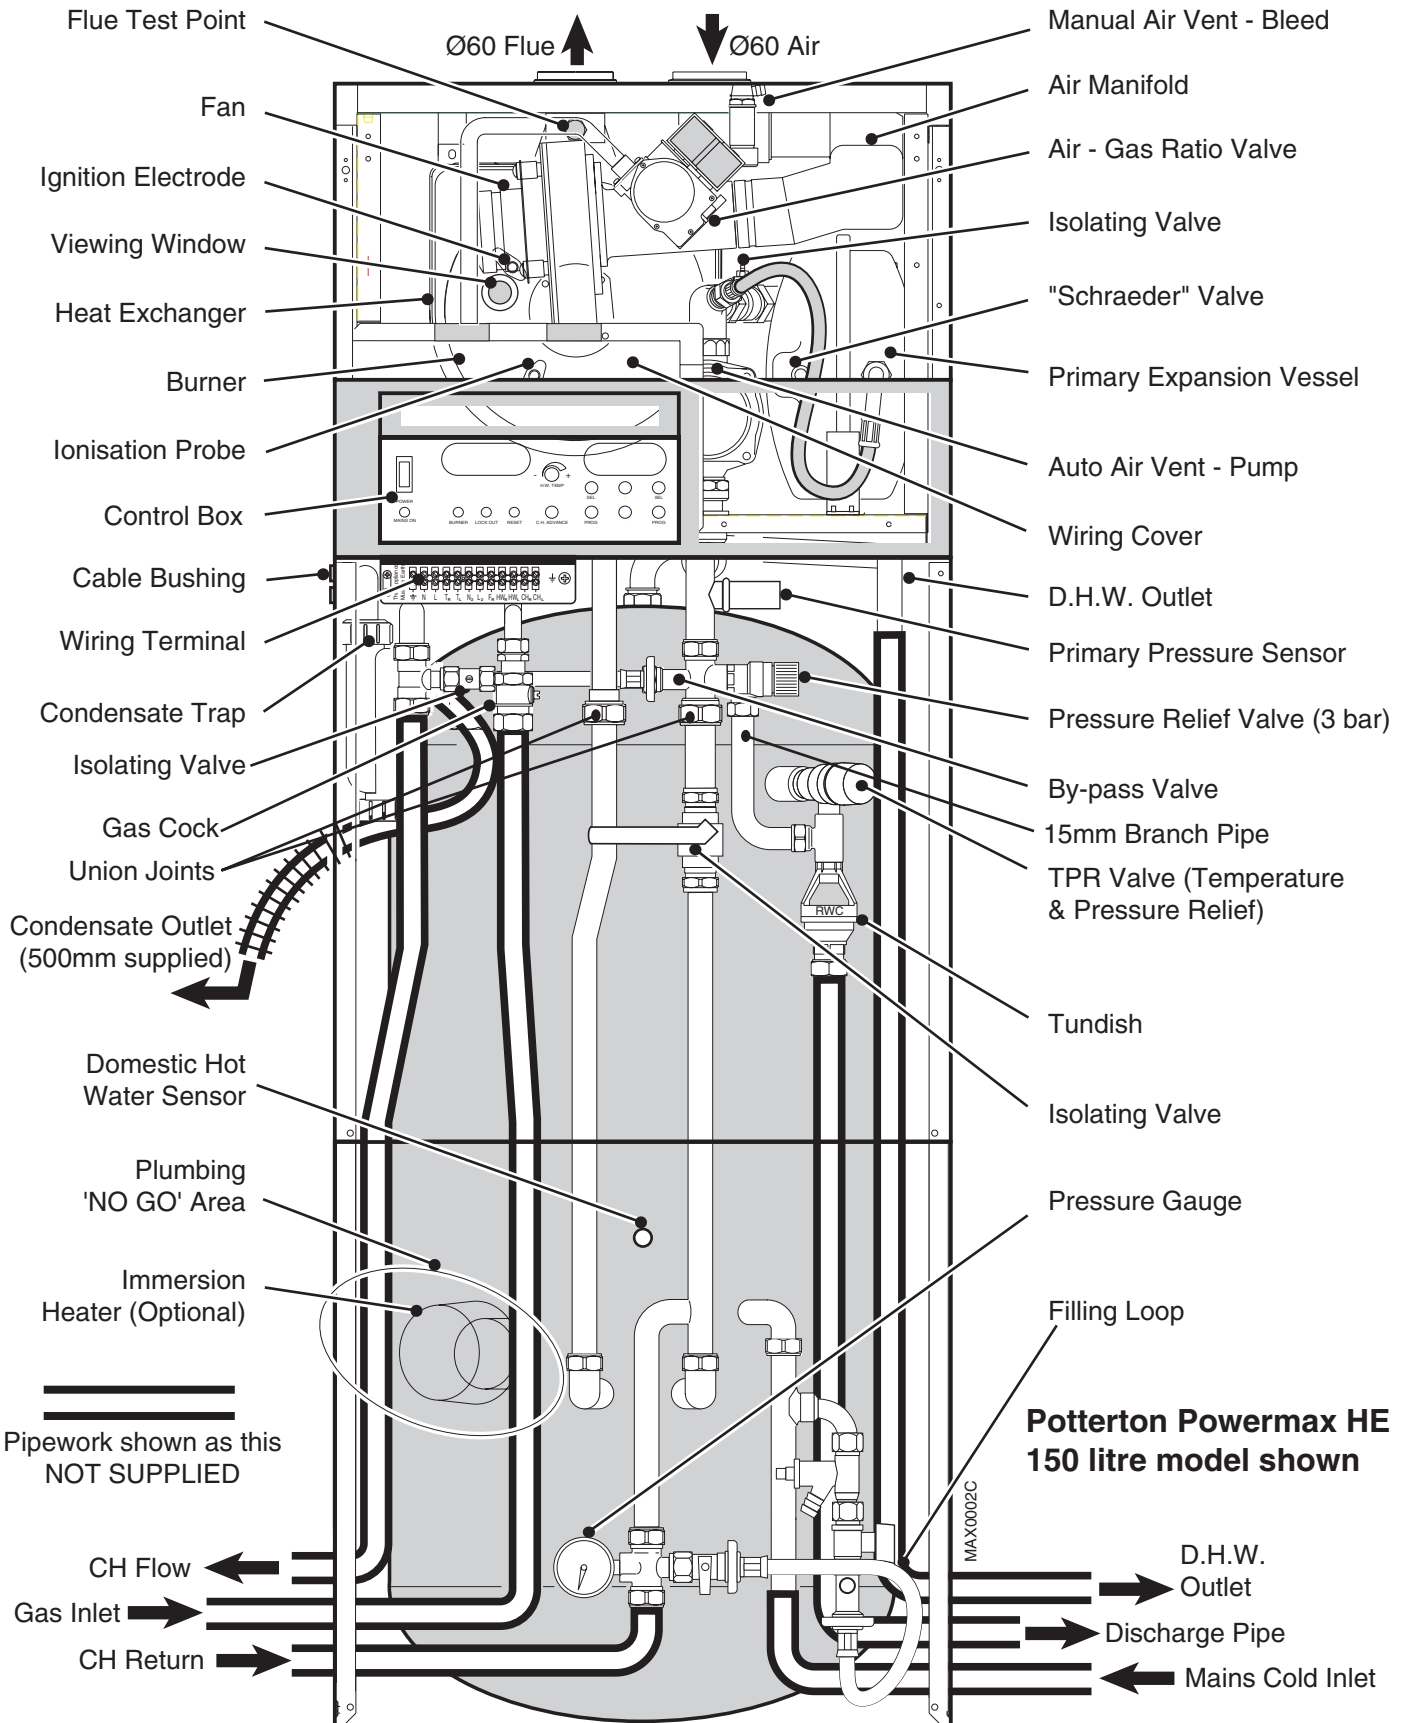 Flue Test Point
Ø60 Flue
Ø60 Air
Manual Air Vent - Bleed
Fan
Air Manifold
Ignition Electrode
Air - Gas Ratio Valve
Viewing Window
Isolating Valve
Heat Exchanger
"Schraeder" Valve
Burner
Primary Expansion Vessel
Ionisation Probe
Auto Air Vent - Pump
Control Box
Wiring Cover
POWER
MAINS ON
BURNER
LOCK OUT
RESET
- +
H.W. TEMP
C.H. ADVANCE
SEL
SEL
PROG
PROG
Cable Bushing
D.H.W. Outlet
N L
Wiring Terminal
Primary Pressure Sensor
Condensate Trap
Pressure Relief Valve (3 bar)
Isolating Valve
By-pass Valve
Gas Cock
15mm Branch Pipe
Union Joints
TPR Valve (Temperature
& Pressure Relief)
RWC
Condensate Outlet
(500mm supplied)
Tundish
Domestic Hot
Water Sensor
Isolating Valve
Plumbing
'NO GO' Area
Pressure Gauge
Immersion
Heater (Optional)
Filling Loop
Pipework shown as this
NOT SUPPLIED
Potterton Powermax HE
150 litre model shown
MAX0002C
CH Flow
D.H.W.
Outlet
Gas Inlet
Discharge Pipe
CH Return
Mains Cold Inlet